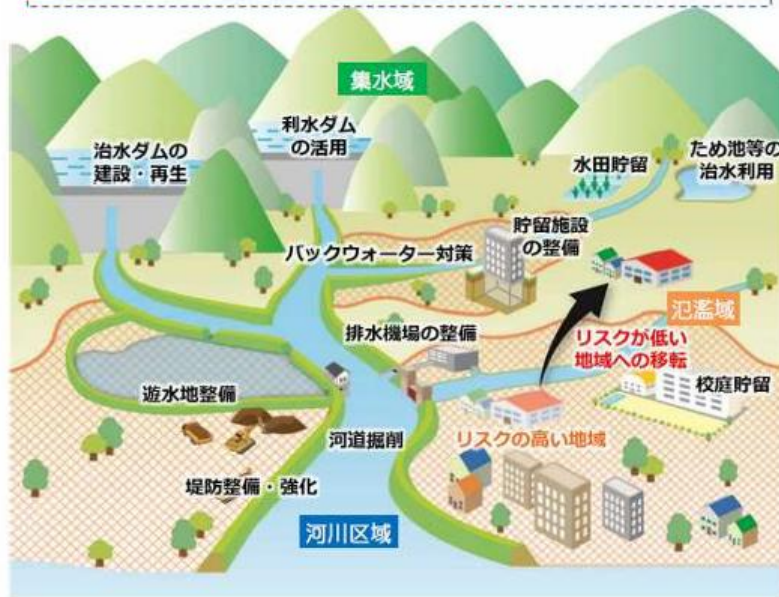 集水域
利水ダム
の活用
治水ダムの
建設・再生
水田貯留
ため池等の
治水利用
貯留施設
の整備
バックウォーター対策
氾濫域
排水機場の整備
リスクが低い
地域への移転
校庭貯留
遊水地整備
河道掘削
リスクの高い地域
堤防整備・強化
河川区域